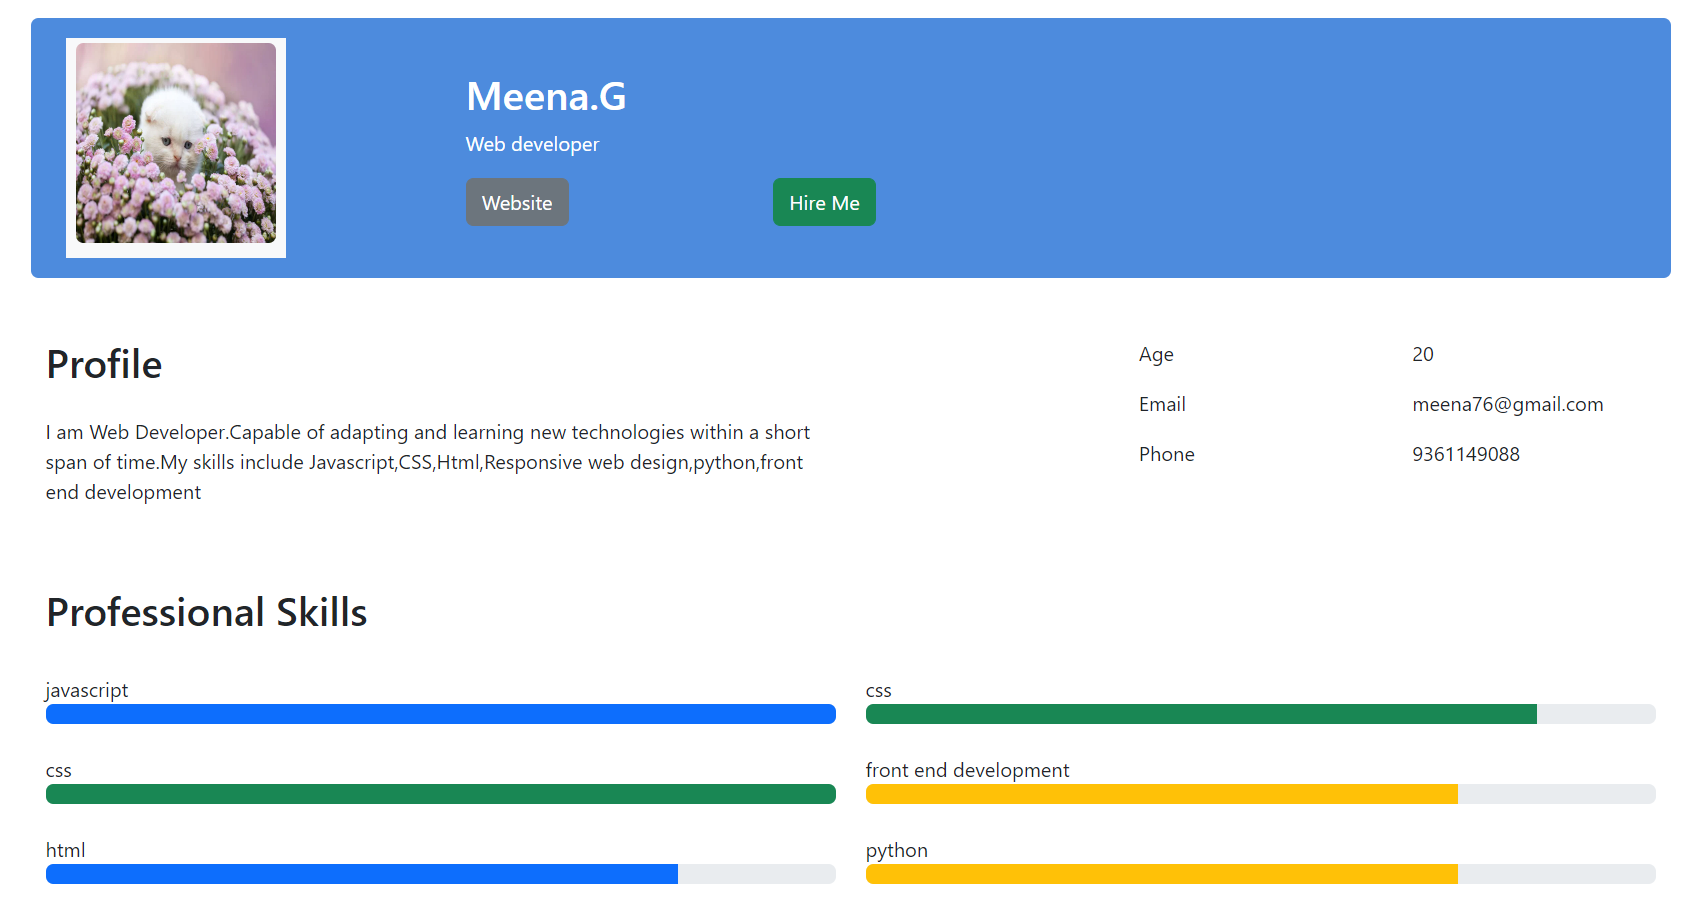 Meena.G
Web developer
Website Hire Me
Profile
I am Web Developer.Capable of adapting and learning new technologies within a short
span of time.My skills include Javascript,CSS,Html,Responsive web design,python,front
end development
Age 20
Email meena76@gmail.com
Phone 9361149088
Professional Skills
javascript css
css front end development
html python